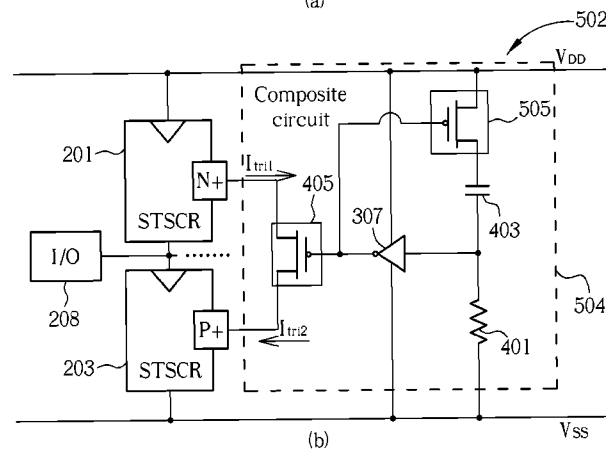 (a)
502
VDD
Composite
circuit
505
201
N+
Itri1
405
STSCR
307
403
I/O
208
504
P+
Itri2
401
203
STSCR
VSS
(b)